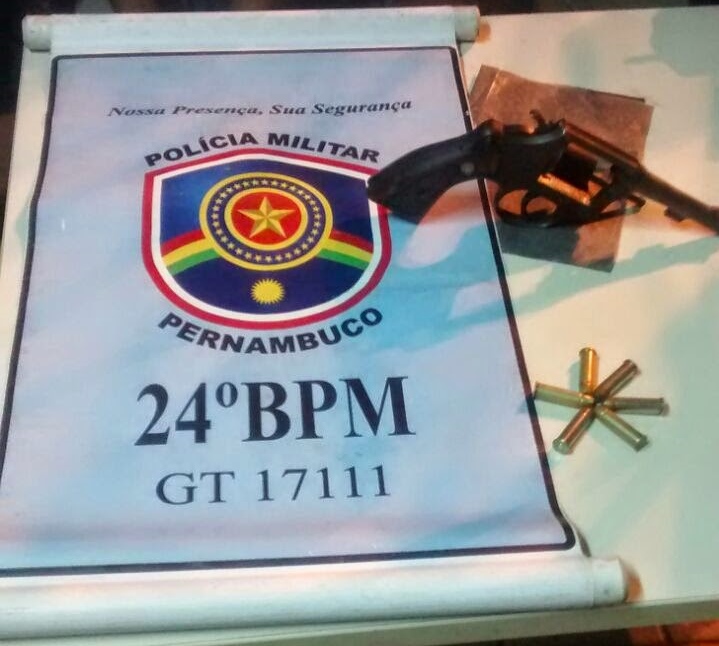 Nossa Presença, Sua Segurança
POLÍCIA MILITAR
PERNAMBUCO
24ºBPM
GT 17111